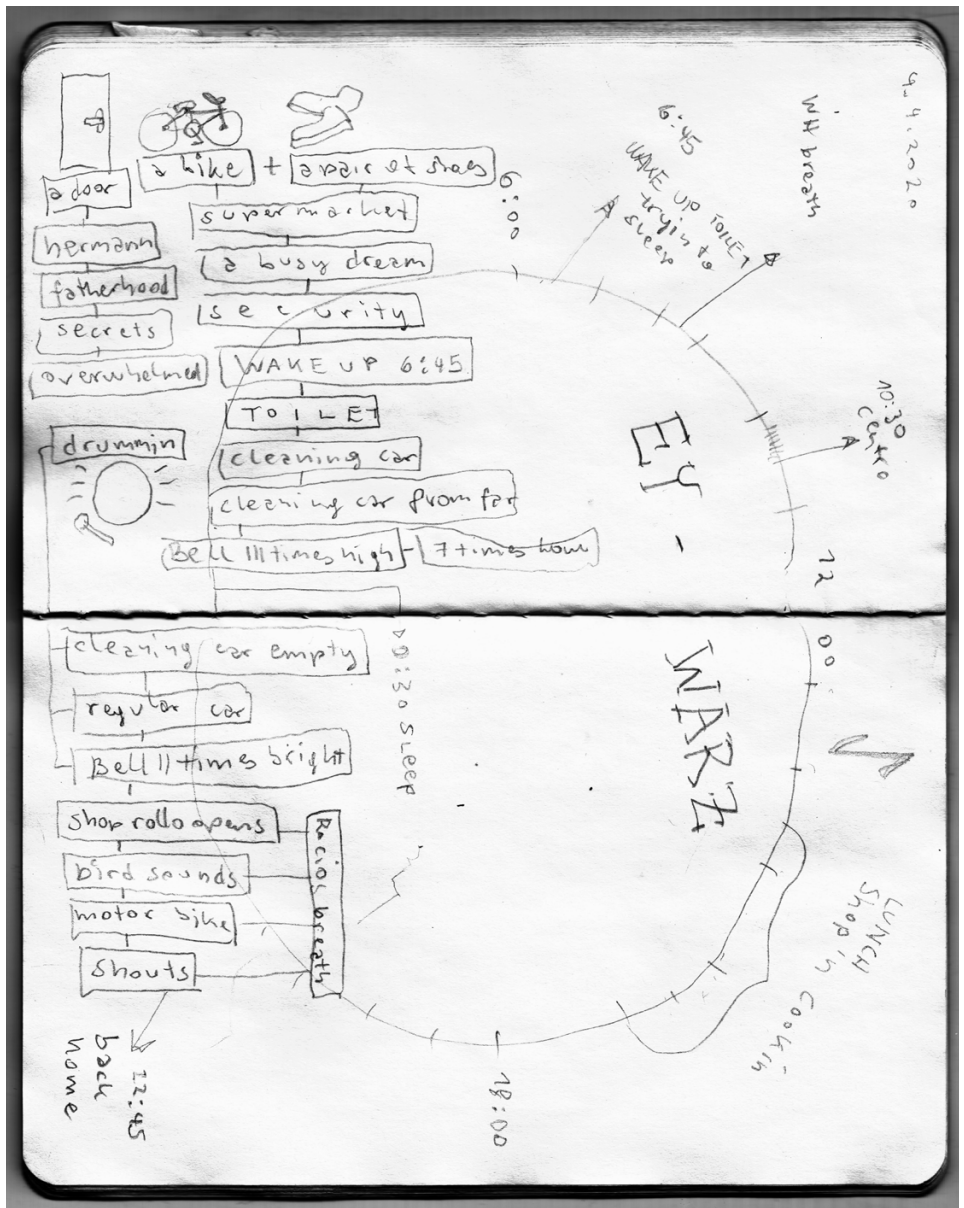 4.4.2020
WH breath
6:45
WAKE UP TOILET
tryin to
sleep
6:00
10:30
centro
12
00
EY -
WARZ
a door
hermann
fatherhood
secrets
overwhelmed
a bike + a pair of shoes
supermarket
a busy dream
security
WAKE UP 6:45
TOILET
cleaning car
cleaning car from far
Bell III times high - 7 times how
drummin
cleaning car empty
regular car
Bell II times bright
shop rollo opens
bird sounds
motor bike
shouts
Racios breath
00:30 SLEEP
LUNCH
Shop'n
Cookin
18:00
12:45
back
home